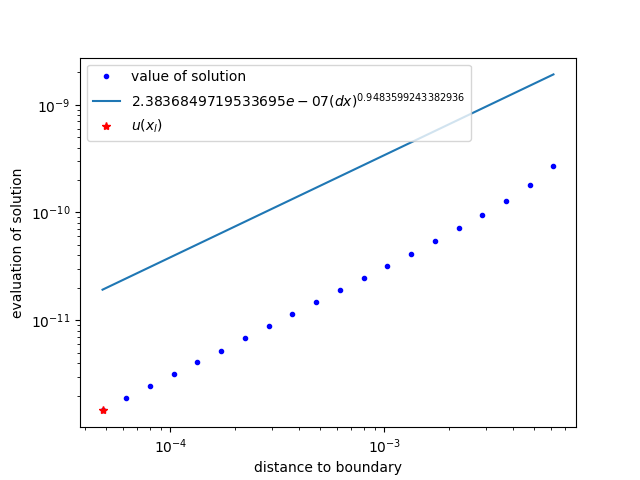 value of solution
2.3836849719533695e − 07(dx)^0.9483599243382936
u(x_l)
10^−9
10^−10
10^−11
evaluation of solution
10^−4
10^−3
distance to boundary